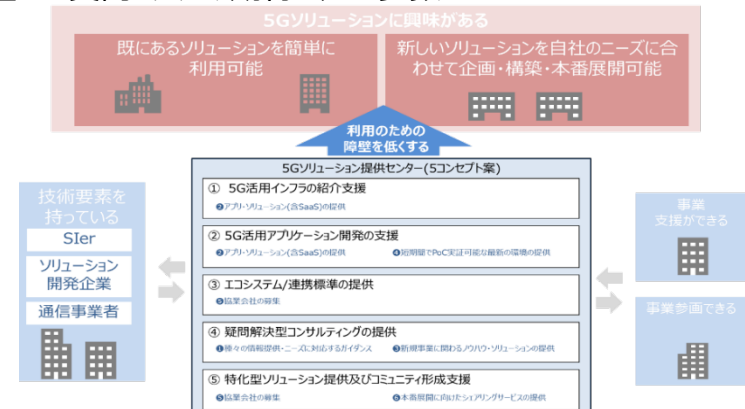 5Gソリューションに興味がある
既にあるソリューションを簡単に
利用可能
新しいソリューションを自社のニーズに合
わせて企画・構築・本番展開可能
利用のための
障壁を低くする
5Gソリューション提供センター(5コンセプト案)
① 5G活用インフラの紹介支援
❷アプリ・ソリューション(含SaaS)の提供
② 5G活用アプリケーション開発の支援
❷アプリ・ソリューション(含SaaS)の提供
❹短期間でPoC実証可能な最新の環境の提供
③ エコシステム/連携標準の提供
❺協業会社の募集
④ 疑問解決型コンサルティングの提供
❶種々の情報提供・ニーズに対応するガイダンス
❸新規事業に関わるノウハウ・ソリューションの提供
⑤ 特化型ソリューション提供及びコミュニティ形成支援
❺協業会社の募集
❻本番展開に向けたシェアリングサービスの提供
技術要素を
持っている
SIer
ソリューション
開発企業
通信事業者
事業
支援ができる
事業参画できる